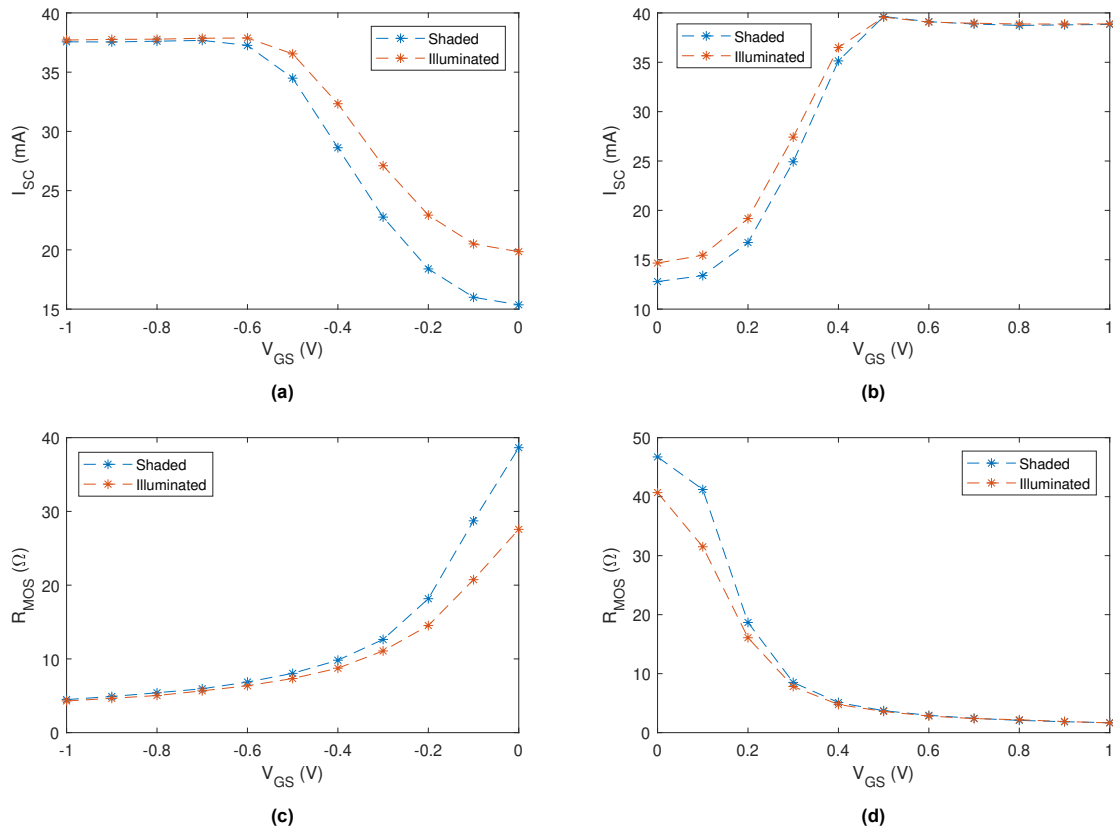 40
35
30
25
20
15
I_SC (mA)
-1 -0.8 -0.6 -0.4 -0.2 0
V_GS (V)
Shaded
Illuminated
(a)
40
35
30
25
20
15
10
I_SC (mA)
0 0.2 0.4 0.6 0.8 1
V_GS (V)
Shaded
Illuminated
(b)
40
30
20
10
0
R_MOS (Ω)
-1 -0.8 -0.6 -0.4 -0.2 0
V_GS (V)
Shaded
Illuminated
(c)
50
40
30
20
10
0
R_MOS (Ω)
0 0.2 0.4 0.6 0.8 1
V_GS (V)
Shaded
Illuminated
(d)